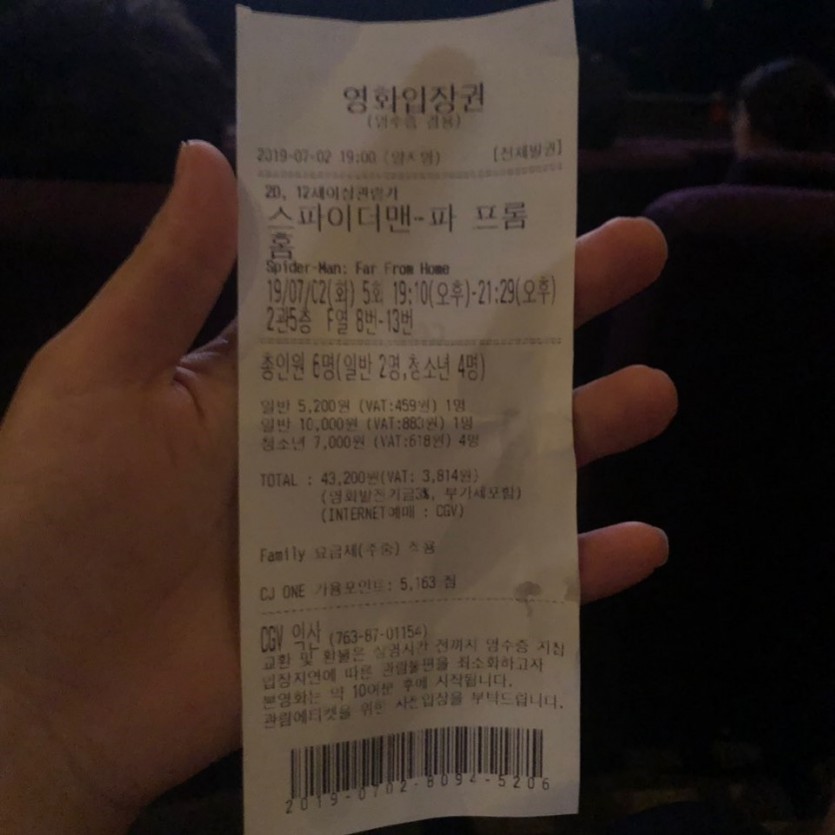 영화입장권
(영수증 겸용)
2019-07-02 19:00 [전체발권]
2D, 12세이상관람가
스파이더맨-파 프롬
홈
Spider-Man: Far From Home
19/07/02(화) 5회 19:10(오후)-21:29(오후)
2관5층 F열 8번-13번
총인원 6명(일반 2명,청소년 4명)
일반 5,200원 (VAT:459원) 1명
일반 10,000원 (VAT:883원) 1명
청소년 7,000원 (VAT:618원) 4명
TOTAL : 43,200원(VAT: 3,814원)
(영화발전기금3%, 부가세포함)
(INTERNET예매 : CGV)
Family 요금제(주중) 적용
CJ ONE 가용포인트: 5,163 점
CGV (763-87-01154)
교환 및 환불은 상영시간 전까지 영수증 지참
입장지연에 따른 관람불편을 최소화하고자
본영화는 약 10여분 후에 시작됩니다.
관람에티켓을 위한 사전입장을 부탁드립니다.
2019-0702-8092-5206